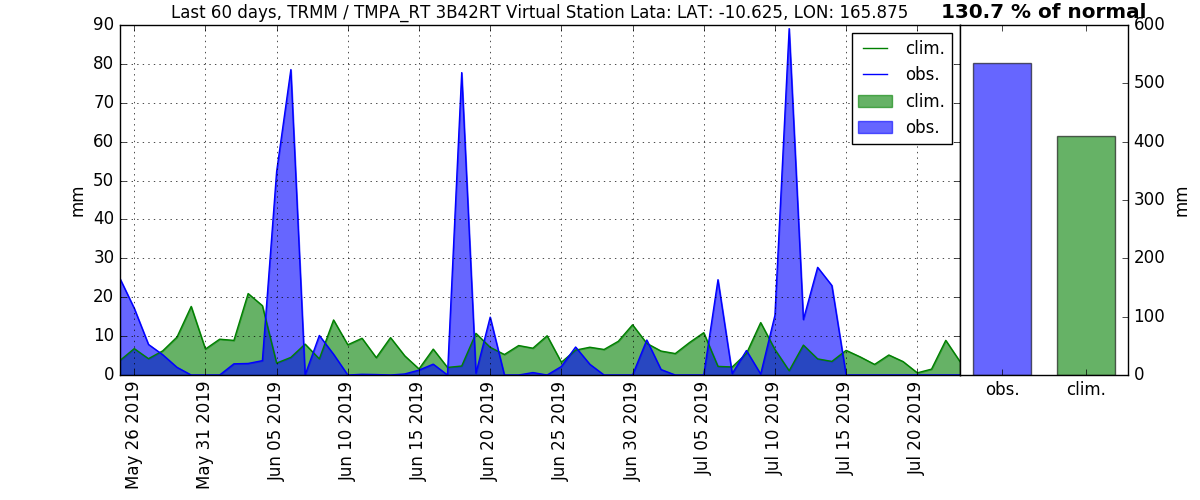 Last 60 days, TRMM / TMPA_RT 3B42RT Virtual Station Lata: LAT: -10.625, LON: 165.875
130.7 % of normal
90
80
70
60
50
40
30
20
10
0
mm
clim.
obs.
clim.
obs.
May 26 2019
May 31 2019
Jun 05 2019
Jun 10 2019
Jun 15 2019
Jun 20 2019
Jun 25 2019
Jun 30 2019
Jul 05 2019
Jul 10 2019
Jul 15 2019
Jul 20 2019
600
500
400
300
200
100
0
mm
obs.
clim.